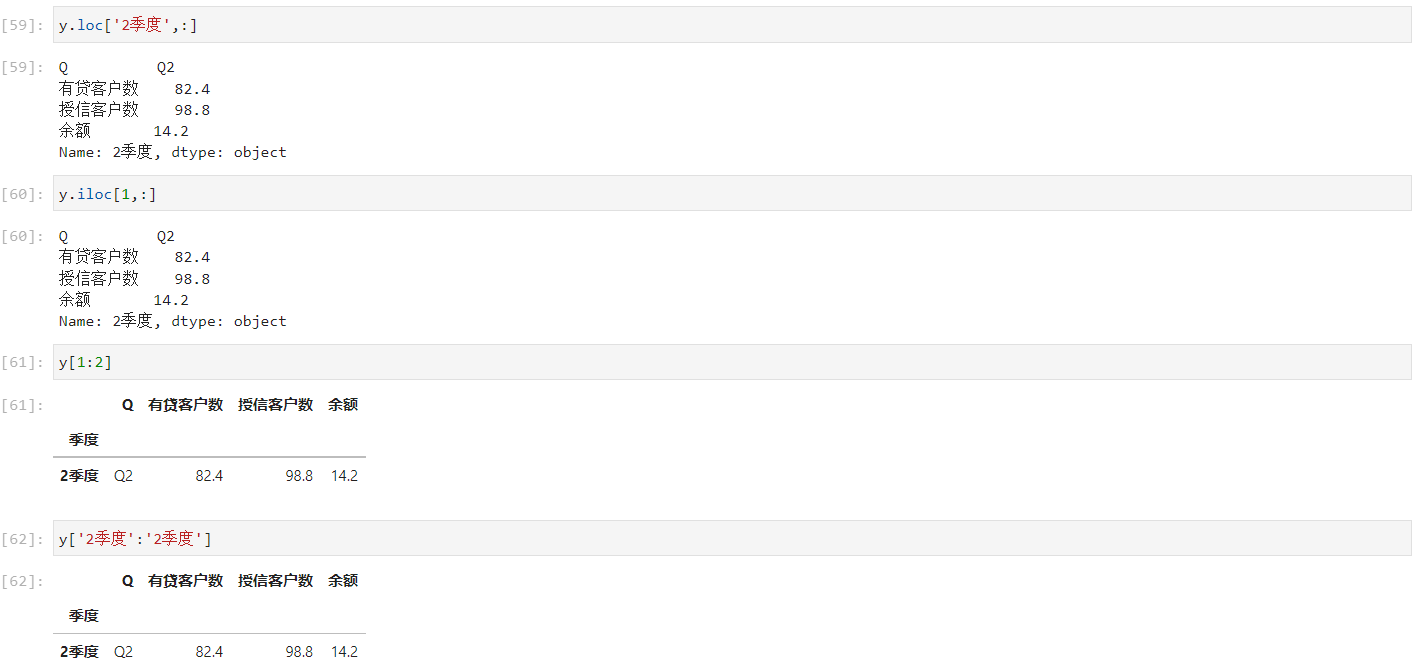 [59]: y.loc['2季度',:]
[59]: Q Q2
有贷客户数 82.4
授信客户数 98.8
余额 14.2
Name: 2季度, dtype: object
[60]: y.iloc[1,:]
[60]: Q Q2
有贷客户数 82.4
授信客户数 98.8
余额 14.2
Name: 2季度, dtype: object
[61]: y[1:2]
[61]: Q 有贷客户数 授信客户数 余额
季度
2季度 Q2 82.4 98.8 14.2
[62]: y['2季度':'2季度']
[62]: Q 有贷客户数 授信客户数 余额
季度
2季度 Q2 82.4 98.8 14.2